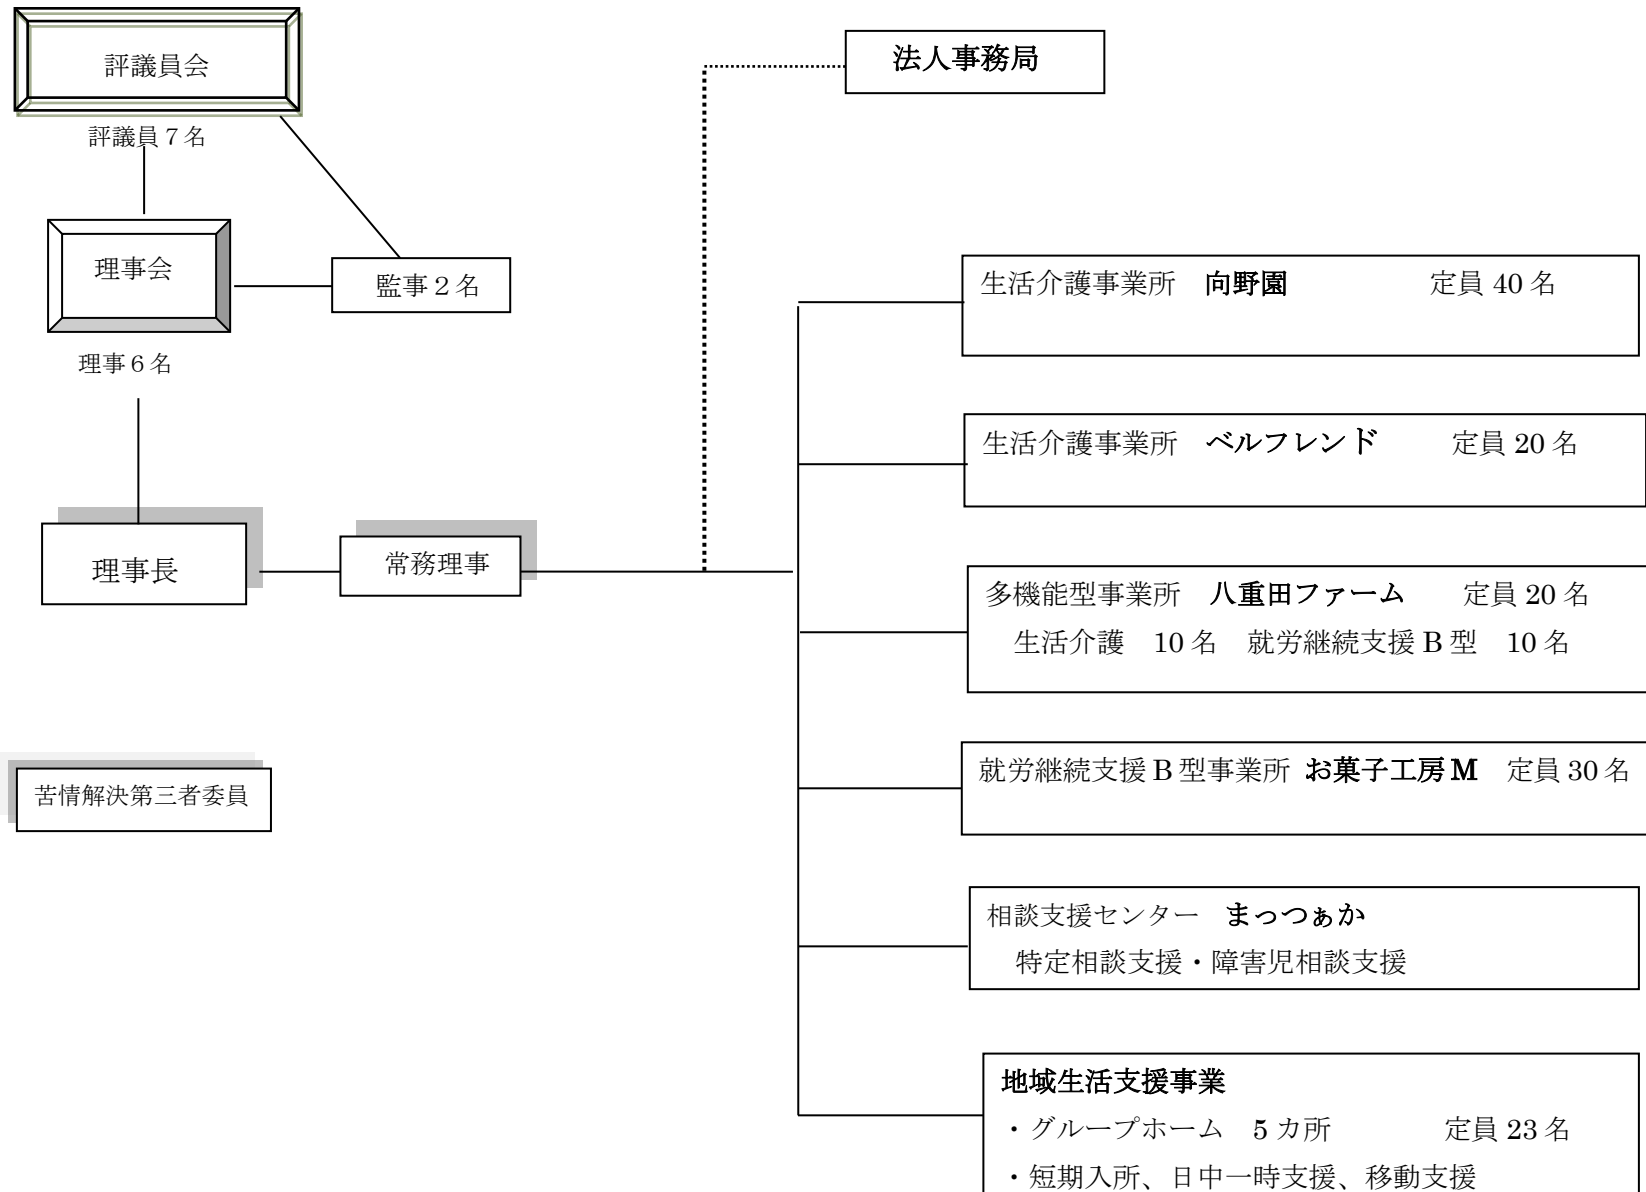 評議員会
評議員７名
理事会
監事２名
理事６名
理事長
常務理事
苦情解決第三者委員
法人事務局
生活介護事業所　向野園　定員 40 名
生活介護事業所　ベルフレンド　定員 20 名
多機能型事業所　八重田ファーム　定員 20 名
生活介護　10 名　就労継続支援 B 型　10 名
就労継続支援 B 型事業所 お菓子工房 M　定員 30 名
相談支援センター　まっつぁか
特定相談支援・障害児相談支援
地域生活支援事業
・グループホーム　5 カ所　定員 23 名
・短期入所、日中一時支援、移動支援